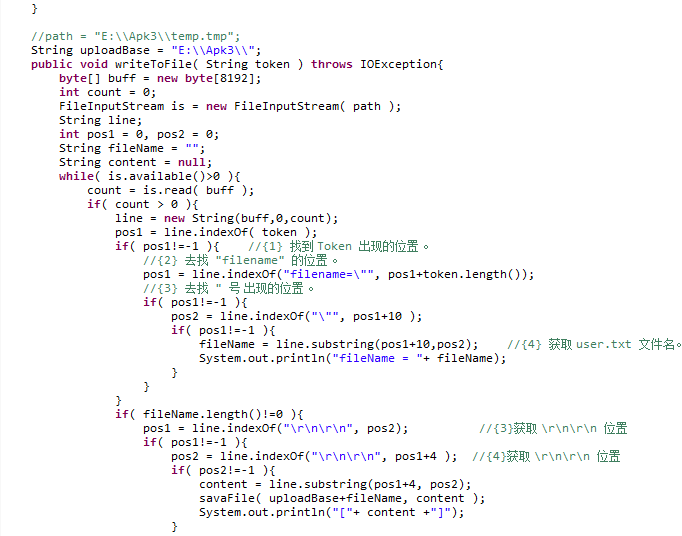 }
//path = "E:\\Apk3\\temp.tmp";
String uploadBase = "E:\\Apk3\\";
public void writeToFile( String token ) throws IOException{
byte[] buff = new byte[8192];
int count = 0;
FileInputStream is = new FileInputStream( path );
String line;
int pos1 = 0, pos2 = 0;
String fileName = "";
String content = null;
while( is.available()>0 ){
count = is.read( buff );
if( count > 0 ){
line = new String(buff,0,count);
pos1 = line.indexOf( token );
if( pos1!=-1 ){    //{1} 找到 Token 出现的位置。
//{2} 去找 "filename" 的位置。
pos1 = line.indexOf("filename=\"", pos1+token.length());
//{3} 去找 " 号出现的位置。
if( pos1!=-1 ){
pos2 = line.indexOf("\"", pos1+10 );
if( pos1!=-1 ){
fileName = line.substring(pos1+10,pos2);    //{4} 获取 user.txt 文件名。
System.out.println("fileName = "+ fileName);
}
}
}
if( fileName.length()!=0 ){
pos1 = line.indexOf("\r\n\r\n", pos2);          //{3}获取 \r\n\r\n 位置
if( pos1!=-1 ){
pos2 = line.indexOf("\r\n\r\n", pos1+4 );  //{4}获取 \r\n\r\n 位置
if( pos2!=-1 ){
content = line.substring(pos1+4, pos2);
savaFile( uploadBase+fileName, content );
System.out.println("["+ content +"]");
}